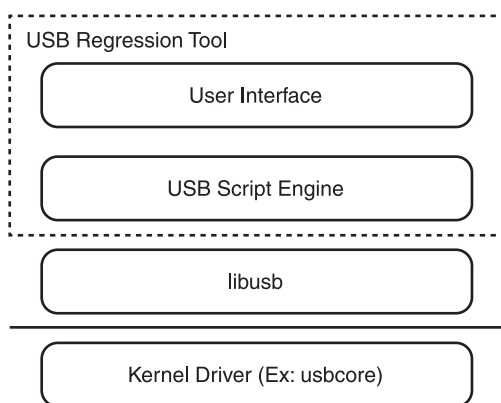 USB Regression Tool
User Interface
USB Script Engine
libusb
Kernel Driver (Ex: usbcore)